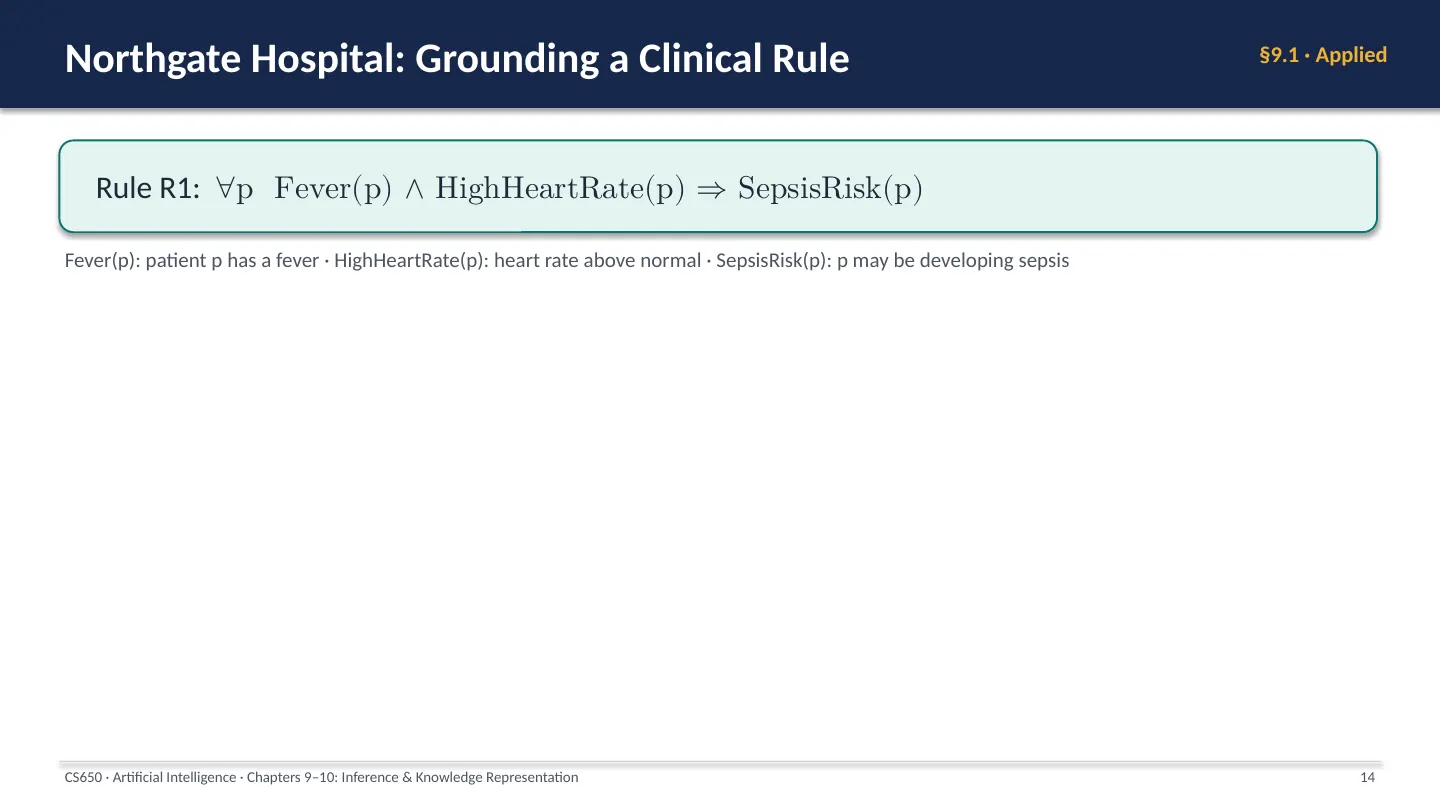 Northgate Hospital: Grounding a Clinical Rule
§9.1 · Applied
Rule R1: ∀p Fever(p) ∧ HighHeartRate(p) ⇒ SepsisRisk(p)
Fever(p): patient p has a fever · HighHeartRate(p): heart rate above normal · SepsisRisk(p): p may be developing sepsis
CS650 · Artificial Intelligence · Chapters 9–10: Inference & Knowledge Representation
14